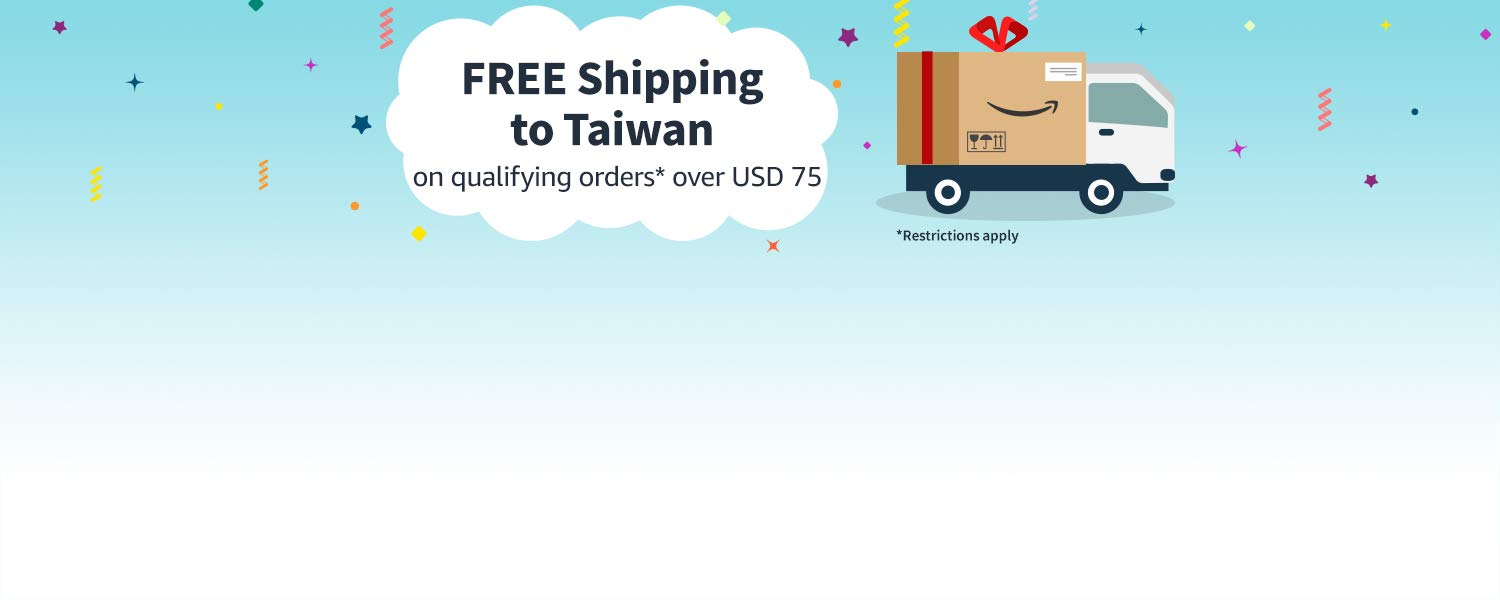 FREE Shipping
to Taiwan
on qualifying orders* over USD 75
*Restrictions apply